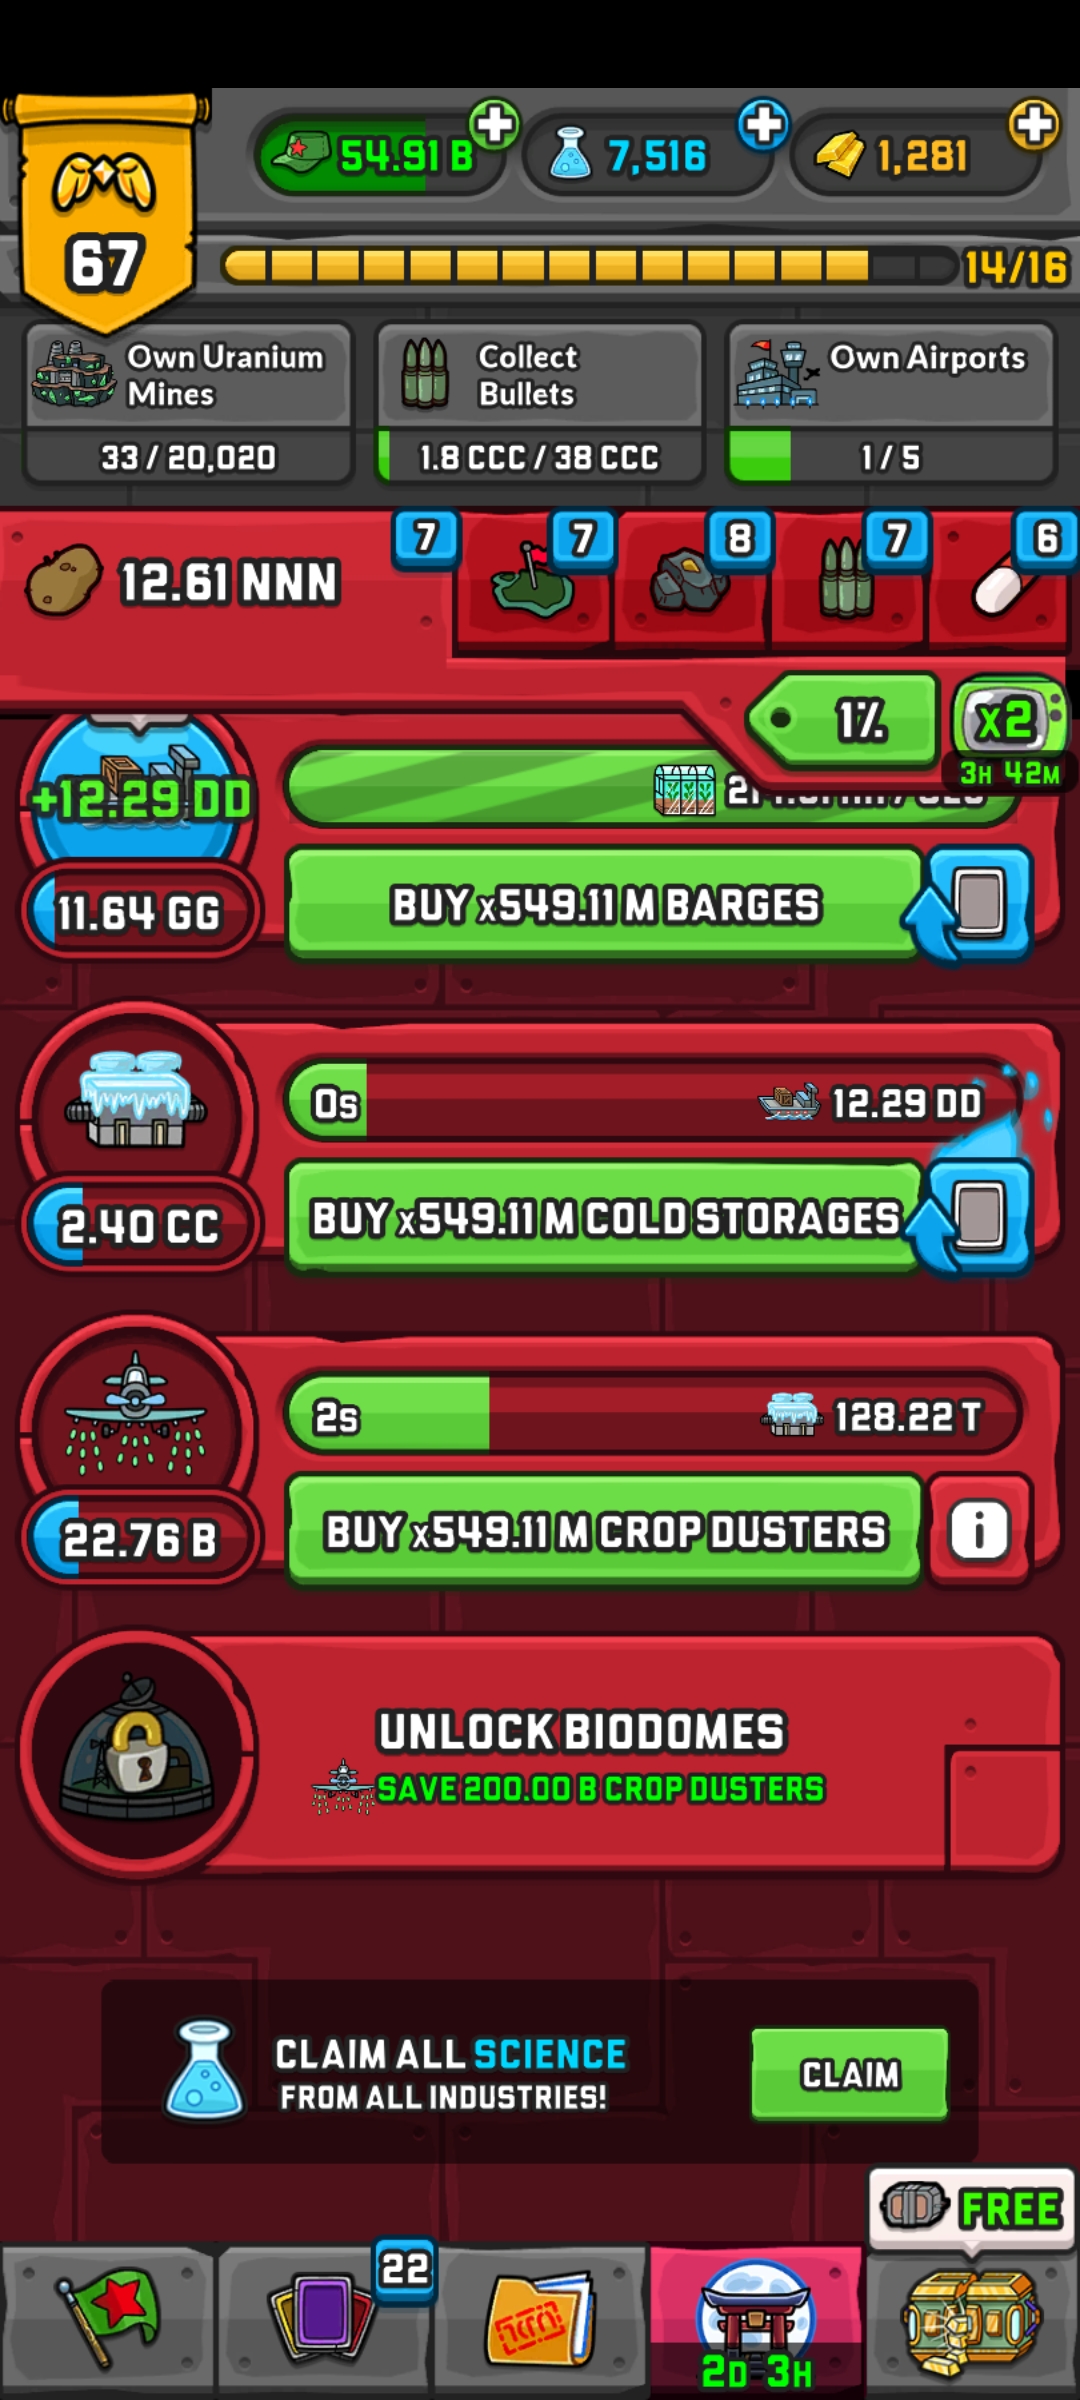 54.91 B
7,516
1,281
67
14/16
Own Uranium
Mines
33 / 20,020
Collect
Bullets
1.8 CCC / 38 CCC
Own Airports
1 / 5
12.61 NNN
7
7
8
7
6
1%
x2
3H 42M
+12.29 DD
11.64 GG
BUY x549.11 M BARGES
0s
12.29 DD
2.40 CC
BUY x549.11 M COLD STORAGES
2s
128.22 T
22.76 B
BUY x549.11 M CROP DUSTERS
i
UNLOCK BIODOMES
SAVE 200.00 B CROP DUSTERS
CLAIM ALL SCIENCE
FROM ALL INDUSTRIES!
CLAIM
FREE
22
2D 3H